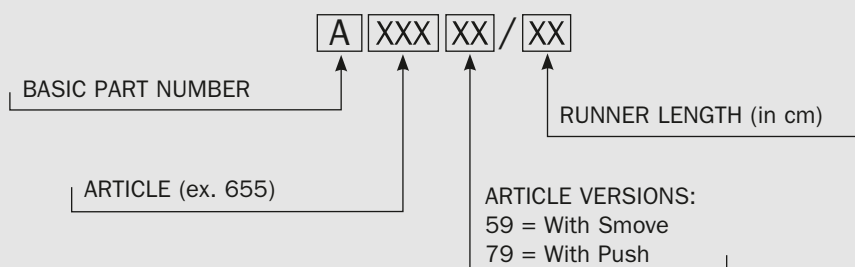 A XXX XX / XX
BASIC PART NUMBER
RUNNER LENGTH (in cm)
ARTICLE (ex. 655)
ARTICLE VERSIONS:
59 = With Smove
79 = With Push